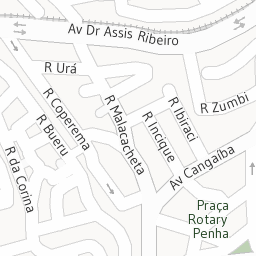 Av Dr Assis Ribeiro
R Urá
R Zumbi
R Coperema
R Malacacheta
R Ibiraci
R Incique
R Bueru
R da Corina
Av Cangaíba
Praça
Rotary
Penha